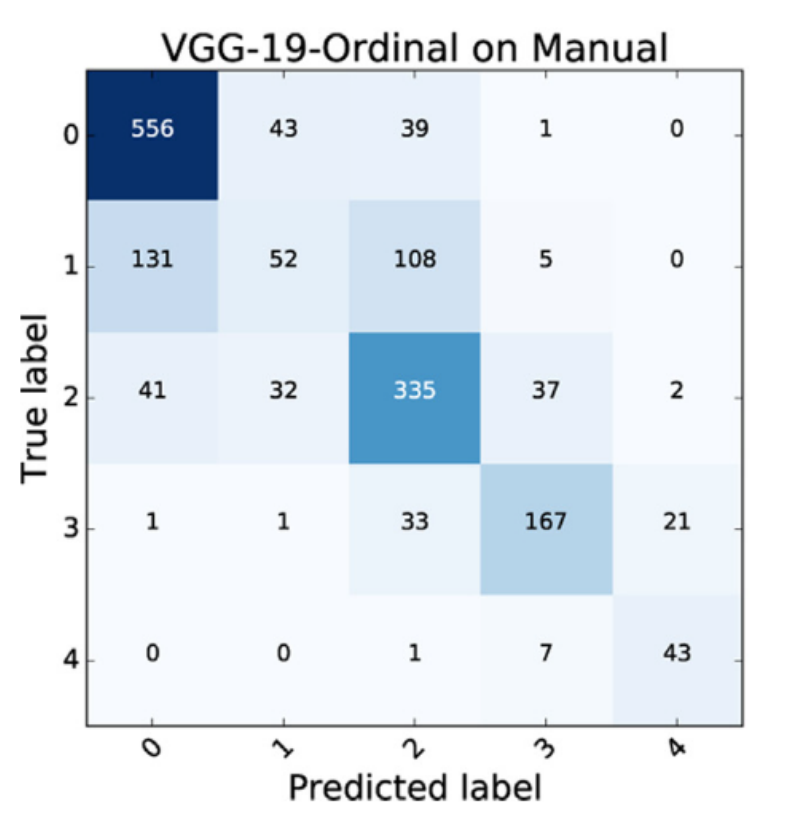 VGG-19-Ordinal on Manual
0 556 43 39 1 0
1 131 52 108 5 0
True label
2 41 32 335 37 2
3 1 1 33 167 21
4 0 0 1 7 43
0 1 2 3 4
Predicted label